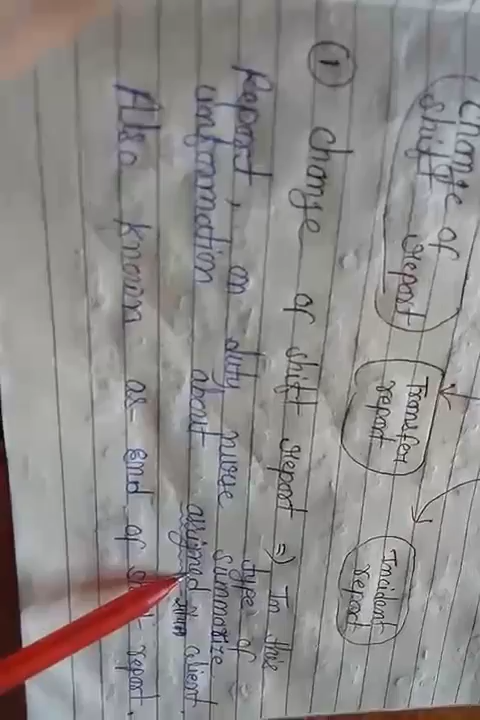 Change of shift report
Transfer report
Incident report
① Change of shift report => In this type of
Report, on duty nurse summarize
information about assigned client.
Also known as end of shift report.